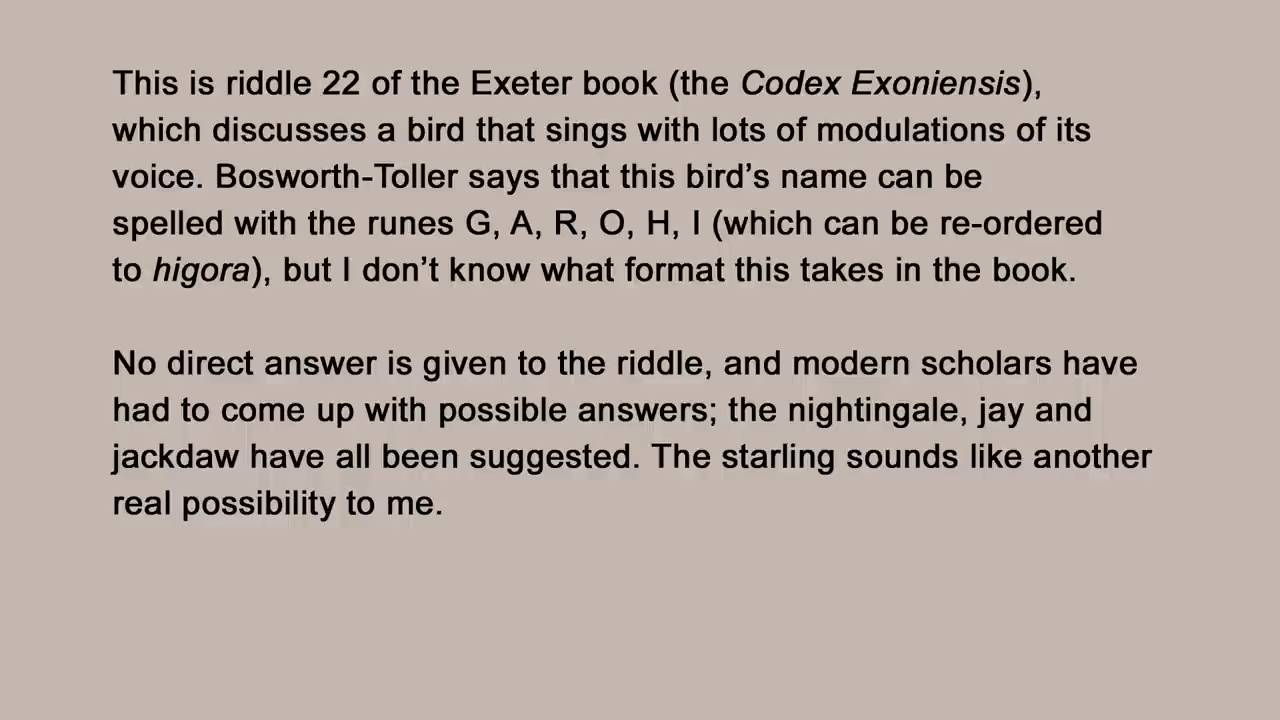 This is riddle 22 of the Exeter book (the Codex Exoniensis),
which discusses a bird that sings with lots of modulations of its
voice. Bosworth-Toller says that this bird’s name can be
spelled with the runes G, A, R, O, H, I (which can be re-ordered
to higora), but I don’t know what format this takes in the book.
No direct answer is given to the riddle, and modern scholars have
had to come up with possible answers; the nightingale, jay and
jackdaw have all been suggested. The starling sounds like another
real possibility to me.